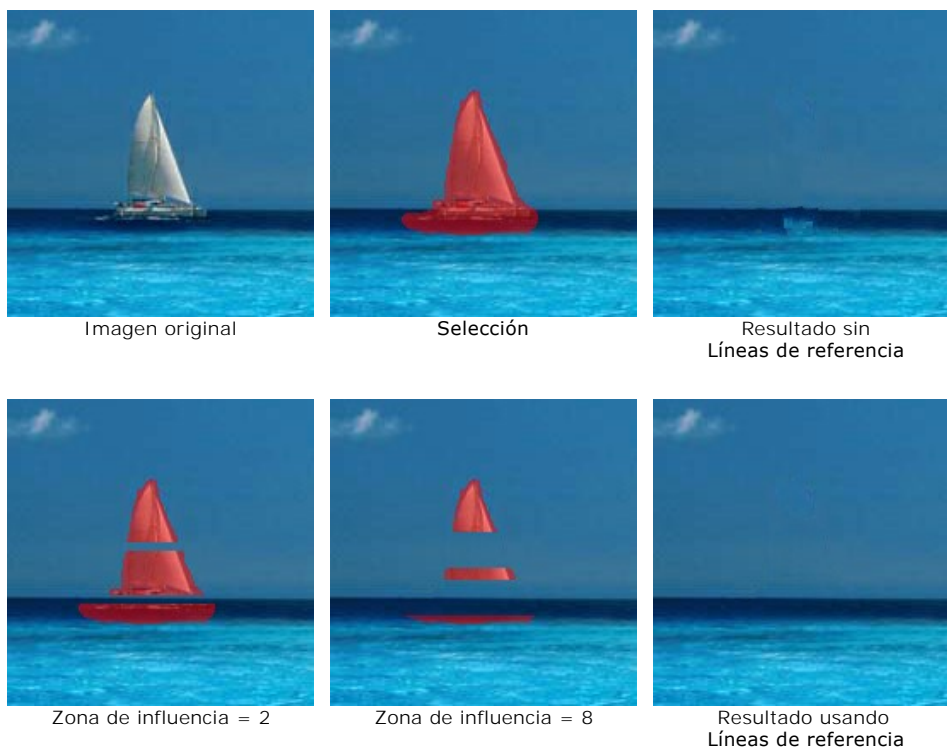 Imagen original
Selección
Resultado sin
Líneas de referencia
Zona de influencia = 2
Zona de influencia = 8
Resultado usando
Líneas de referencia